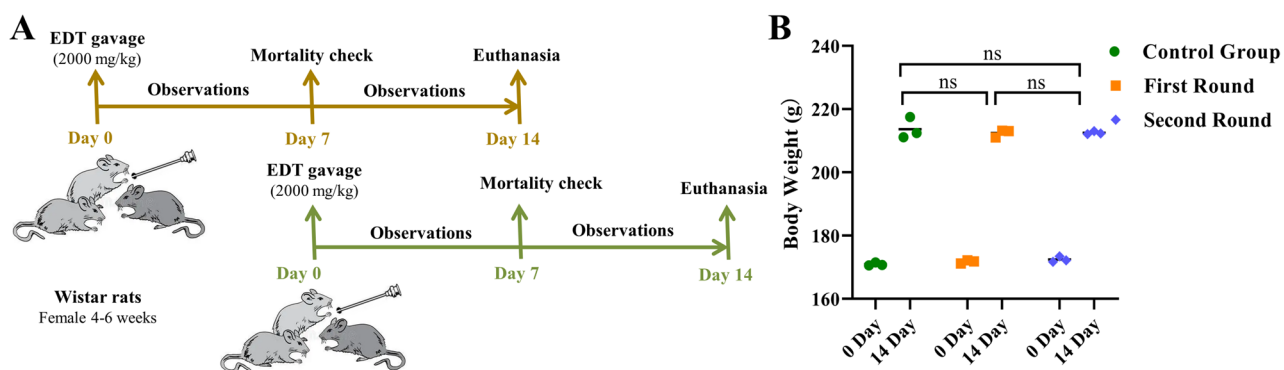 A
EDT gavage
(2000 mg/kg)
Mortality check
Euthanasia
Observations
Observations
Day 0
Day 7
Day 14
EDT gavage
(2000 mg/kg)
Mortality check
Euthanasia
Observations
Observations
Day 0
Day 7
Day 14
Wistar rats
Female 4-6 weeks
B
Body Weight (g)
240
220
200
180
160
ns
ns
ns
0 Day
14 Day
0 Day
14 Day
0 Day
14 Day
Control Group
First Round
Second Round